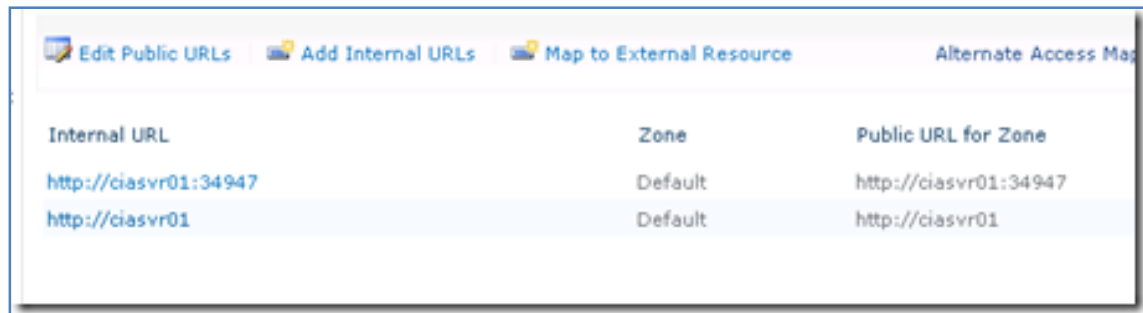 Edit Public URLs Add Internal URLs Map to External Resource Alternate Access Map
Internal URL Zone Public URL for Zone
http://ciasvr01:34947 Default http://ciasvr01:34947
http://ciasvr01 Default http://ciasvr01